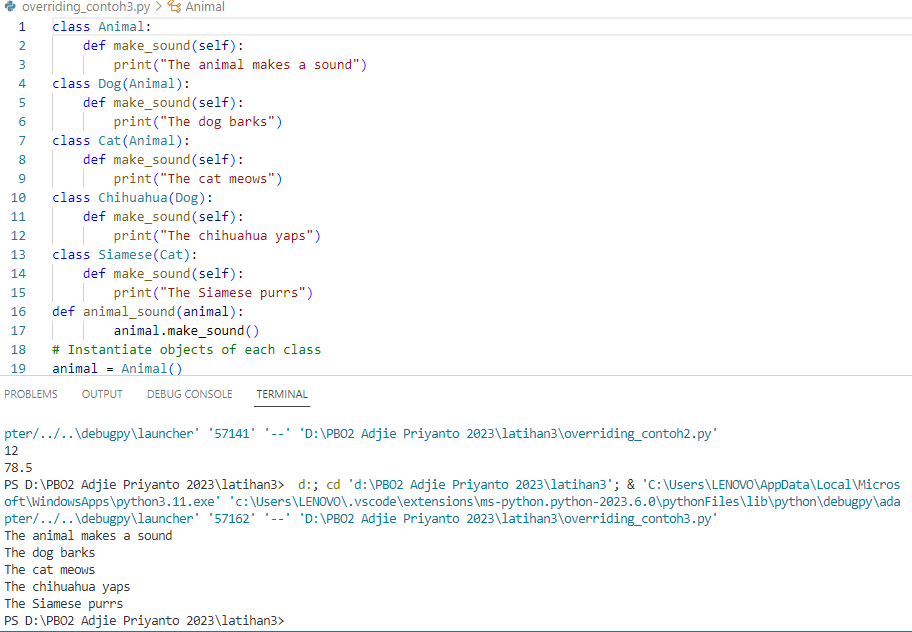 overriding_contoh3.py > Animal
1 class Animal:
2     def make_sound(self):
3         print("The animal makes a sound")
4 class Dog(Animal):
5     def make_sound(self):
6         print("The dog barks")
7 class Cat(Animal):
8     def make_sound(self):
9         print("The cat meows")
10 class Chihuahua(Dog):
11     def make_sound(self):
12         print("The chihuahua yaps")
13 class Siamese(Cat):
14     def make_sound(self):
15         print("The Siamese purrs")
16 def animal_sound(animal):
17         animal.make_sound()
18 # Instantiate objects of each class
19 animal = Animal()
PROBLEMS OUTPUT DEBUG CONSOLE TERMINAL
pter/../..\debugpy\launcher' '57141' '--' 'D:\PBO2 Adjie Priyanto 2023\latihan3\overriding_contoh2.py'
12
78.5
PS D:\PBO2 Adjie Priyanto 2023\latihan3>  d:; cd 'd:\PBO2 Adjie Priyanto 2023\latihan3'; & 'C:\Users\LENOVO\AppData\Local\Micros
oft\WindowsApps\python3.11.exe' 'c:\Users\LENOVO\.vscode\extensions\ms-python.python-2023.6.0\pythonFiles\lib\python\debugpy\ada
pter/../..\debugpy\launcher' '57162' '--' 'D:\PBO2 Adjie Priyanto 2023\latihan3\overriding_contoh3.py'
The animal makes a sound
The dog barks
The cat meows
The chihuahua yaps
The Siamese purrs
PS D:\PBO2 Adjie Priyanto 2023\latihan3>